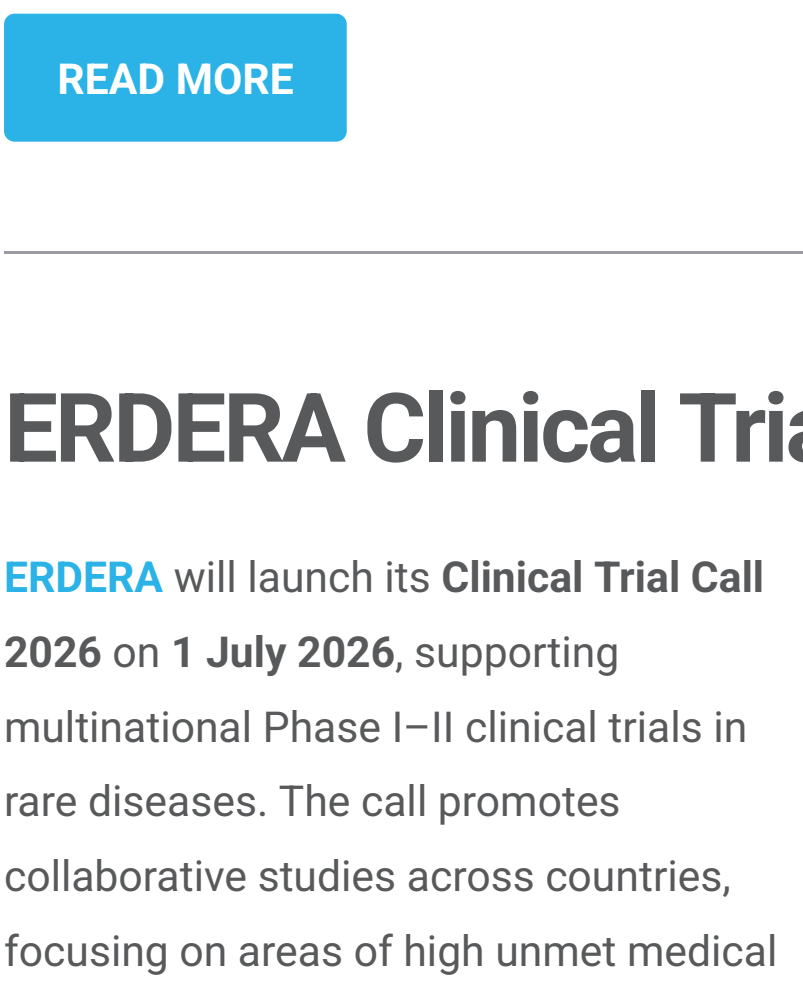 READ MORE
ERDERA Clinical
ERDERA will launch its Clinical Trial Call
2026 on 1 July 2026, supporting
multinational Phase I–II clinical trials in
rare diseases. The call promotes
collaborative studies across countries,
focusing on areas of high unmet medical